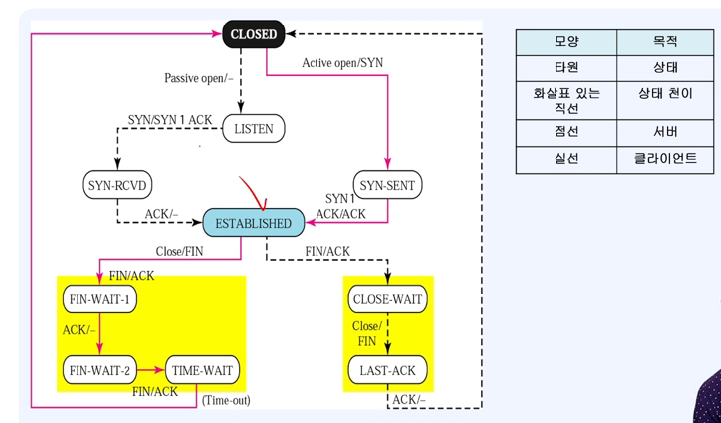 CLOSED
Active open/SYN
Passive open/–
SYN/SYN 1 ACK
LISTEN
SYN-RCVD
SYN-SENT
SYN1
ACK/ACK
ACK/–
ESTABLISHED
Close/FIN
FIN/ACK
FIN/ACK
FIN-WAIT-1
CLOSE-WAIT
ACK/–
Close/
FIN
FIN-WAIT-2
TIME-WAIT
LAST-ACK
FIN/ACK
(Time-out)
ACK/–
모양 목적
타원 상태
화살표 있는
직선
상태 천이
점선 서버
실선 클라이언트